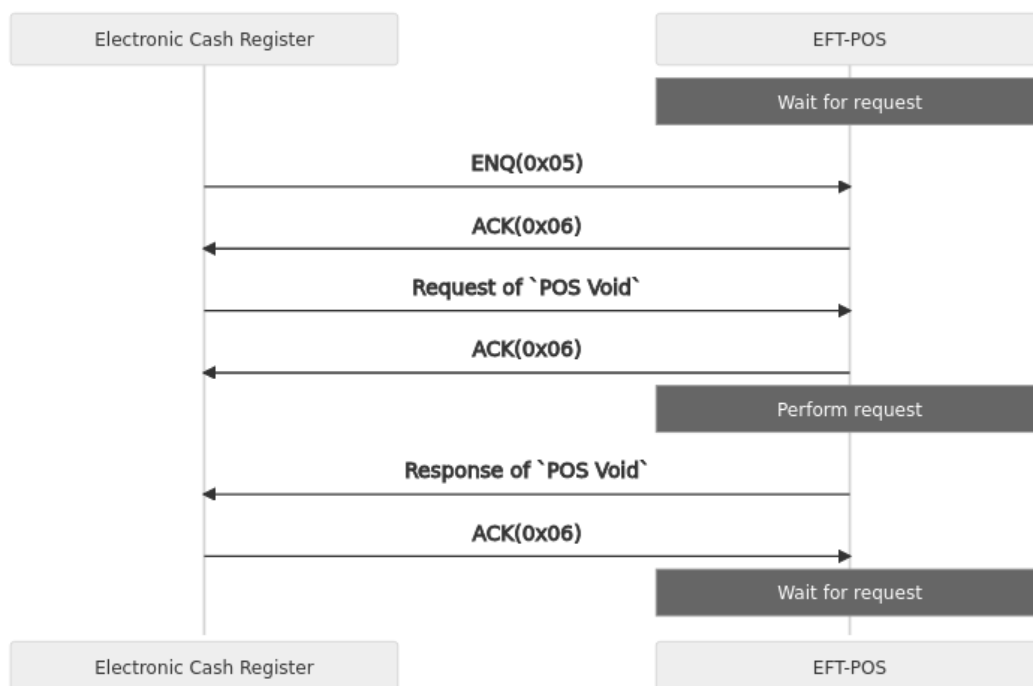 Electronic Cash Register
EFT-POS
Wait for request
ENQ(0x05)
ACK(0x06)
Request of `POS Void`
ACK(0x06)
Perform request
Response of `POS Void`
ACK(0x06)
Wait for request
Electronic Cash Register
EFT-POS